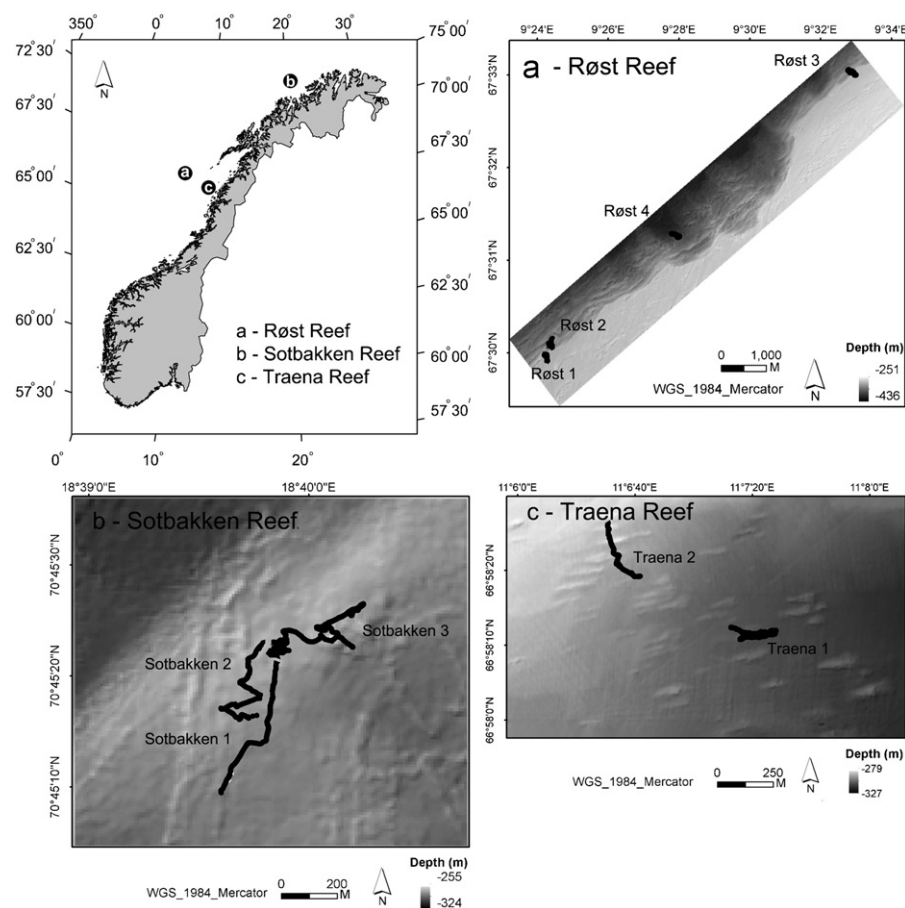 350°
0°
10°
20°
30°
75° 00'
72° 30'
70° 00'
67° 30'
67° 30'
65° 00'
65° 00'
62° 30'
62° 30'
60° 00'
60° 00'
57° 30'
57° 30'
0°
10°
20°
N
b
a
c
a - Røst Reef
b - Sotbakken Reef
c - Traena Reef
9°24'E
9°26'E
9°28'E
9°30'E
9°32'E
9°34'E
a - Røst Reef
67°33'N
67°32'N
67°31'N
67°30'N
Røst 3
Røst 4
Røst 2
Røst 1
0 1,000
M
WGS_1984_Mercator
N
Depth (m)
-251
-436
18°39'0"E
18°40'0"E
b - Sotbakken Reef
70°45'30"N
70°45'20"N
70°45'10"N
Sotbakken 3
Sotbakken 2
Sotbakken 1
WGS_1984_Mercator
0 200
M
N
Depth (m)
-255
-324
11°6'0"E
11°6'40"E
11°7'20"E
11°8'0"E
c - Traena Reef
66°58'20"N
66°58'10"N
66°58'0"N
Traena 2
Traena 1
WGS_1984_Mercator
0 250
M
N
Depth (m)
-279
-327